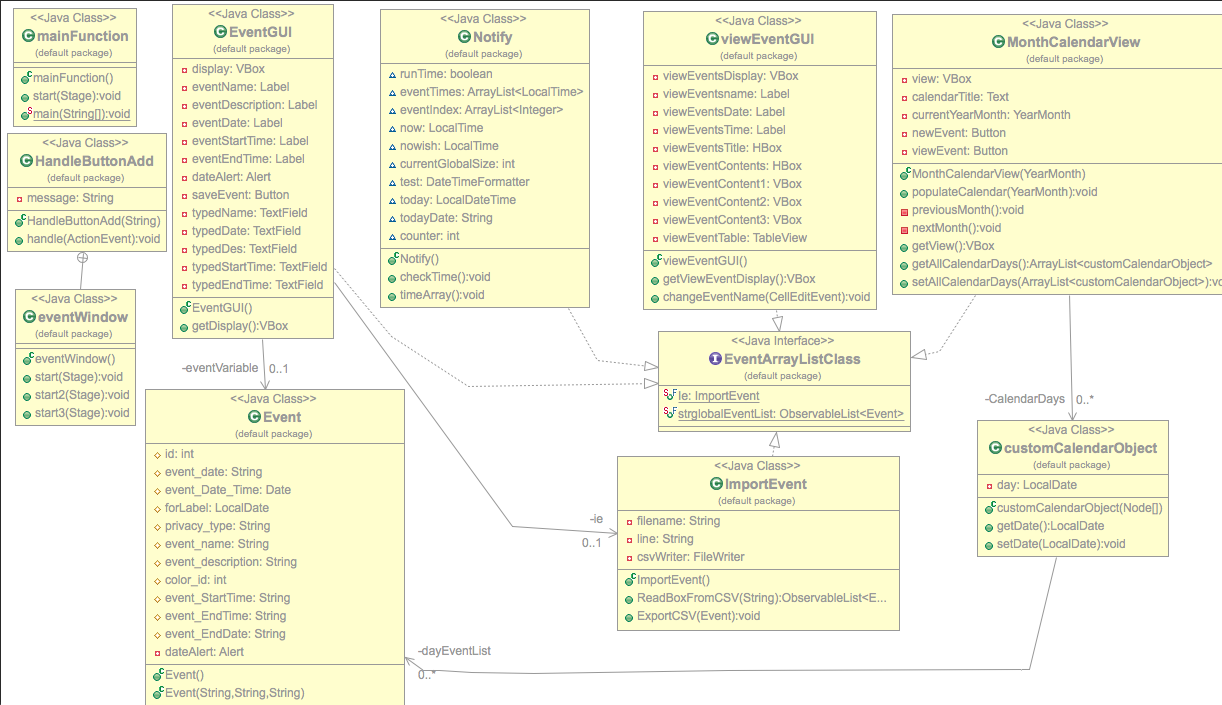 <<Java Class>>
mainFunction
(default package)
mainFunction()
start(Stage):void
main(String[]):void
<<Java Class>>
HandleButtonAdd
(default package)
message: String
HandleButtonAdd(String)
handle(ActionEvent):void
<<Java Class>>
eventWindow
(default package)
eventWindow()
start(Stage):void
start2(Stage):void
start3(Stage):void
<<Java Class>>
EventGUI
(default package)
display: VBox
eventName: Label
eventDescription: Label
eventDate: Label
eventStartTime: Label
eventEndTime: Label
dateAlert: Alert
saveEvent: Button
typedName: TextField
typedDate: TextField
typedDes: TextField
typedStartTime: TextField
typedEndTime: TextField
EventGUI()
getDisplay():VBox
-eventVariable
0..1
<<Java Class>>
Event
(default package)
id: int
event_date: String
event_Date_Time: Date
forLabel: LocalDate
privacy_type: String
event_name: String
event_description: String
color_id: int
event_StartTime: String
event_EndTime: String
event_EndDate: String
dateAlert: Alert
Event()
Event(String,String,String)
<<Java Class>>
Notify
(default package)
runTime: boolean
eventTimes: ArrayList<LocalTime>
eventIndex: ArrayList<Integer>
now: LocalTime
nowish: LocalTime
currentGlobalSize: int
test: DateTimeFormatter
today: LocalDateTime
todayDate: String
counter: int
Notify()
checkTime():void
timeArray():void
<<Java Class>>
viewEventGUI
(default package)
viewEventsDisplay: VBox
viewEventsname: Label
viewEventsDate: Label
viewEventsTime: Label
viewEventsTitle: HBox
viewEventContents: HBox
viewEventContent1: VBox
viewEventContent2: VBox
viewEventContent3: VBox
viewEventTable: TableView
viewEventGUI()
getViewEventDisplay():VBox
changeEventName(CellEditEvent):void
<<Java Class>>
MonthCalendarView
(default package)
view: VBox
calendarTitle: Text
currentYearMonth: YearMonth
newEvent: Button
viewEvent: Button
MonthCalendarView(YearMonth)
populateCalendar(YearMonth):void
previousMonth():void
nextMonth():void
getView():VBox
getAllCalendarDays():ArrayList<customCalendarObject>
setAllCalendarDays(ArrayList<customCalendarObject>):vo
<<Java Interface>>
EventArrayListClass
(default package)
Ie: ImportEvent
strglobalEventList: ObservableList<Event>
-CalendarDays
0..*
<<Java Class>>
customCalendarObject
(default package)
day: LocalDate
customCalendarObject(Node[])
getDate():LocalDate
setDate(LocalDate):void
-ie
0..1
<<Java Class>>
ImportEvent
(default package)
filename: String
line: String
csvWriter: FileWriter
ImportEvent()
ReadBoxFromCSV(String):ObservableList<E...
ExportCSV(Event):void
-dayEventList
0..*